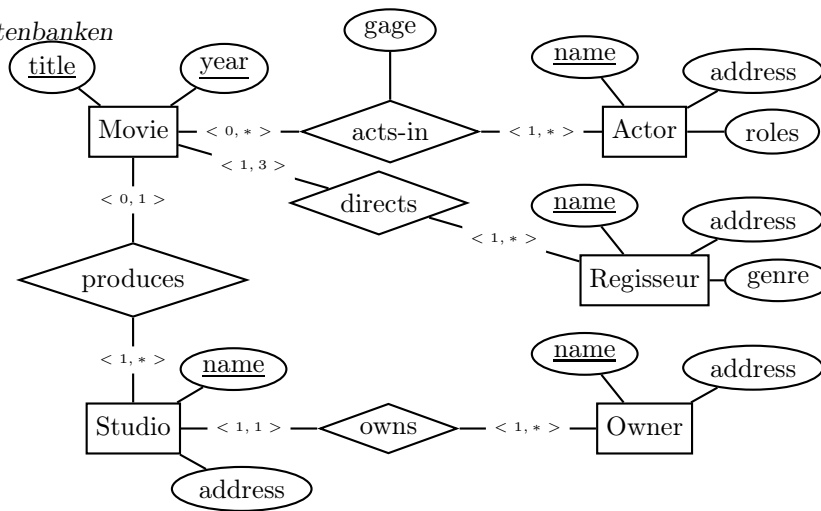 tenbanken
gage
title year name address
Movie < 0, * > acts-in < 1, * > Actor roles
< 1, 3 >
< 0, 1 > directs name address
< 1, * >
produces Regisseur genre
< 1, * > name name address
Studio < 1, 1 > owns < 1, * > Owner
address